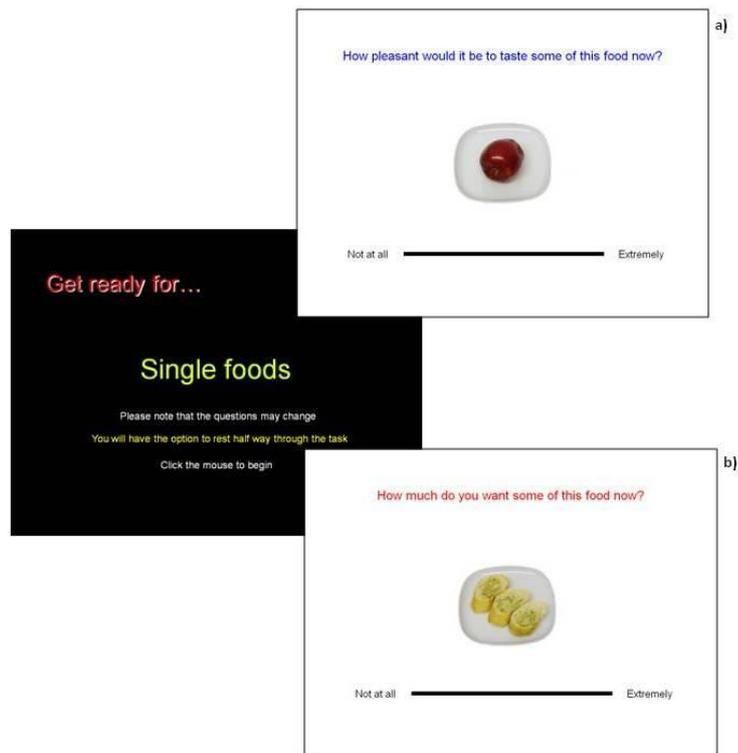 a)
How pleasant would it be to taste some of this food now?
Not at all Extremely
Get ready for...
Single foods
Please note that the questions may change
You will have the option to rest half way through the task
Click the mouse to begin
b)
How much do you want some of this food now?
Not at all Extremely